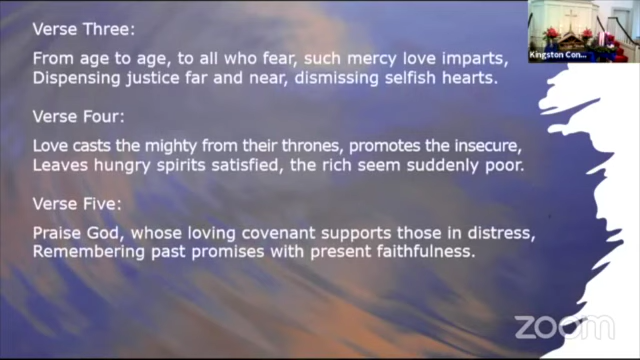 Verse Three:
From age to age, to all who fear, such mercy love imparts,
Dispensing justice far and near, dismissing selfish hearts.
Verse Four:
Love casts the mighty from their thrones, promotes the insecure,
Leaves hungry spirits satisfied, the rich seem suddenly poor.
Verse Five:
Praise God, whose loving covenant supports those in distress,
Remembering past promises with present faithfulness.
Kingston Con...
zoom